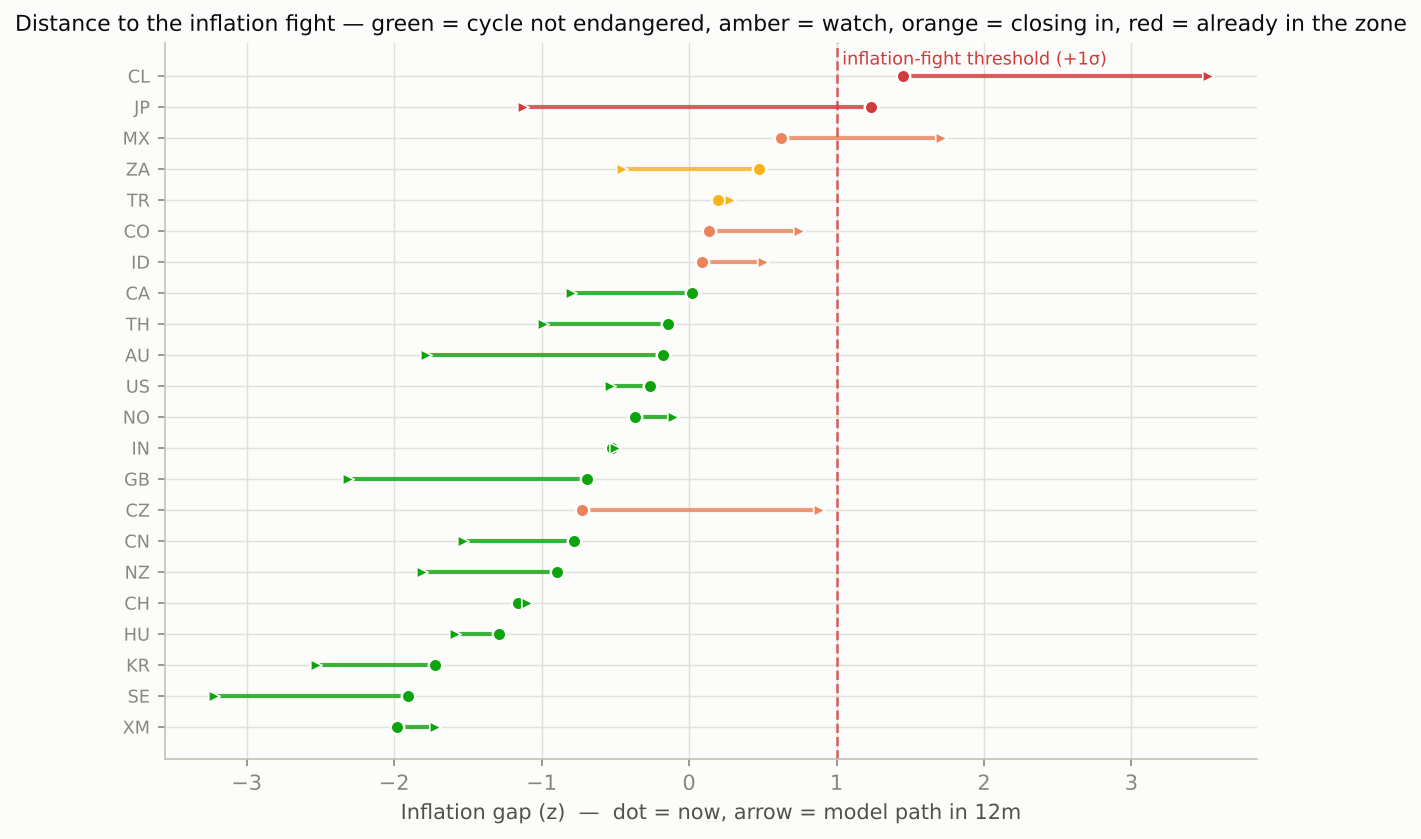 Distance to the inflation fight — green = cycle not endangered, amber = watch, orange = closing in, red = already in the zone
inflation-fight threshold (+1σ)
CL
JP
MX
ZA
TR
CO
ID
CA
TH
AU
US
NO
IN
GB
CZ
CN
NZ
CH
HU
KR
SE
XM
−3 −2 −1 0 1 2 3
Inflation gap (z) — dot = now, arrow = model path in 12m